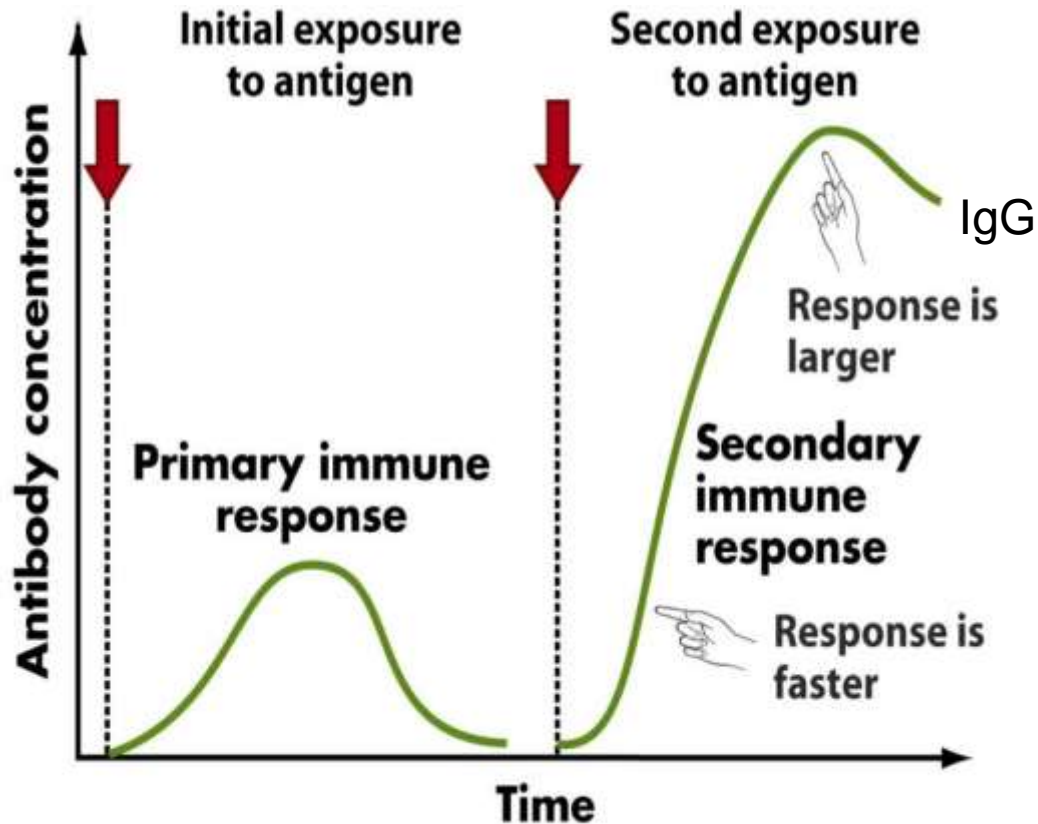 Initial exposure
to antigen
Second exposure
to antigen
Antibody concentration
IgG
Response is
larger
Primary immune
response
Secondary
immune
response
Response is
faster
Time